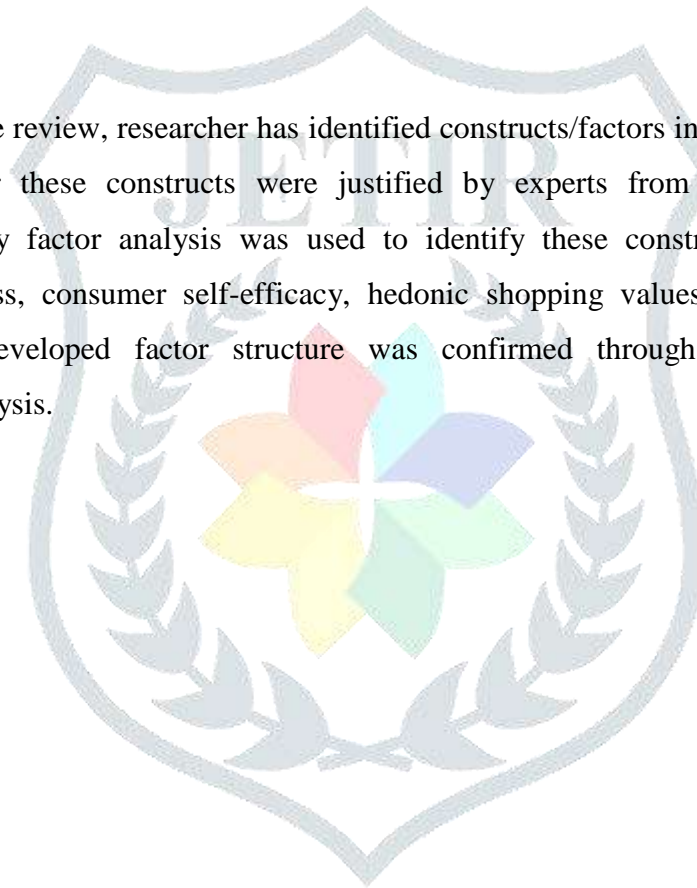 e review, researcher has identified constructs/factors in
these constructs were justified by experts from
y factor analysis was used to identify these constr
ss, consumer self-efficacy, hedonic shopping values
eveloped factor structure was confirmed through
ysis.
JETIR